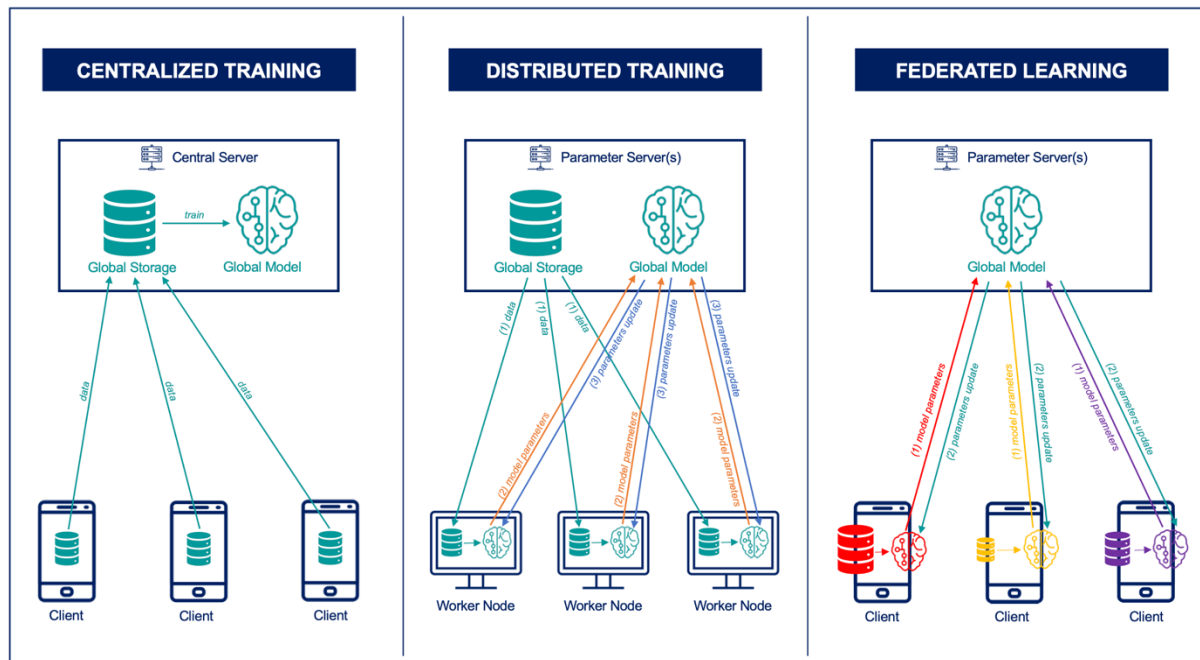 CENTRALIZED TRAINING
Central Server
train
Global Storage
Global Model
data
data
data
Client
Client
Client
DISTRIBUTED TRAINING
Parameter Server(s)
Global Storage
Global Model
(1) data
(1) data
(1) data
(3) parameters update
(3) parameters update
(3) parameters update
(2) model parameters
(2) model parameters
(2) model parameters
Worker Node
Worker Node
Worker Node
FEDERATED LEARNING
Parameter Server(s)
Global Model
(1) model parameters
(2) parameters update
(1) model parameters
(2) parameters update
(1) model parameters
(2) parameters update
Client
Client
Client